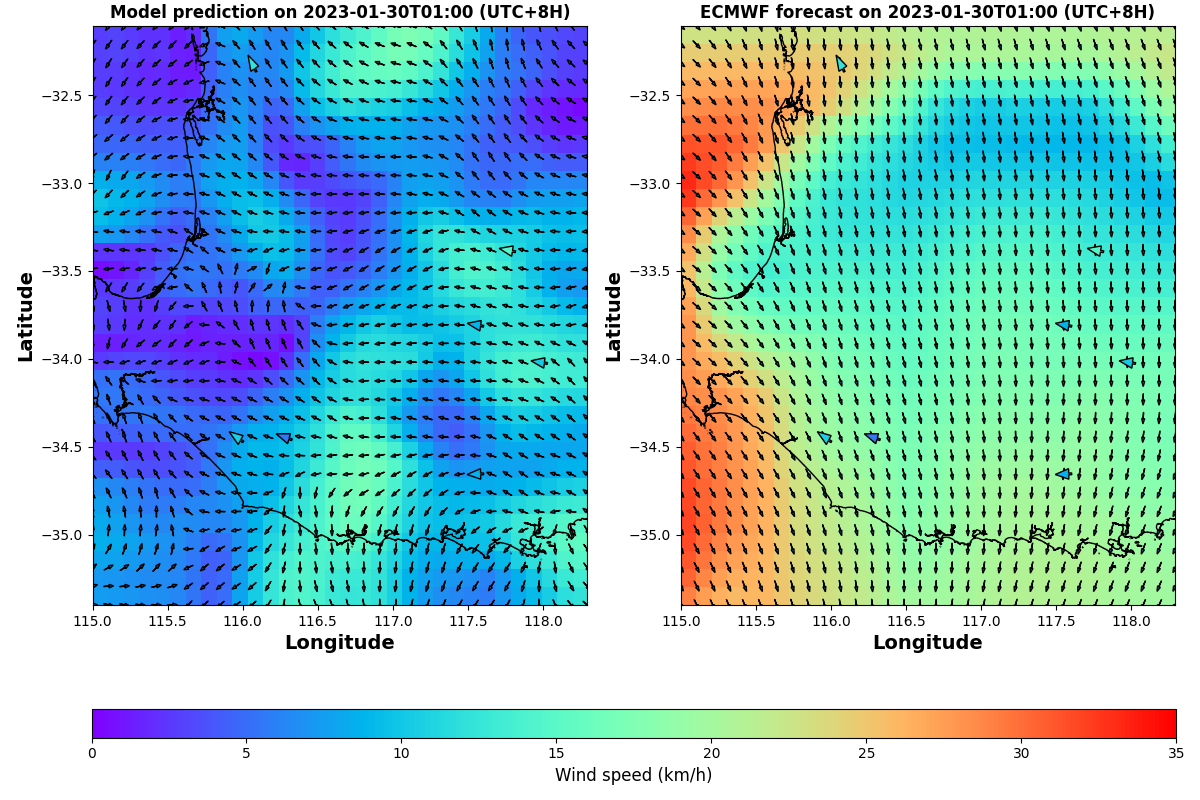 Model prediction on 2023-01-30T01:00 (UTC+8H) ECMWF forecast on 2023-01-30T01:00 (UTC+8H)
−32.5 −32.5
−33.0 −33.0
−33.5 −33.5
−34.0 −34.0
−34.5 −34.5
−35.0 −35.0
Latitude Latitude
115.0 115.5 116.0 116.5 117.0 117.5 118.0 115.0 115.5 116.0 116.5 117.0 117.5 118.0
Longitude Longitude
0 5 10 15 20 25 30 35
Wind speed (km/h)